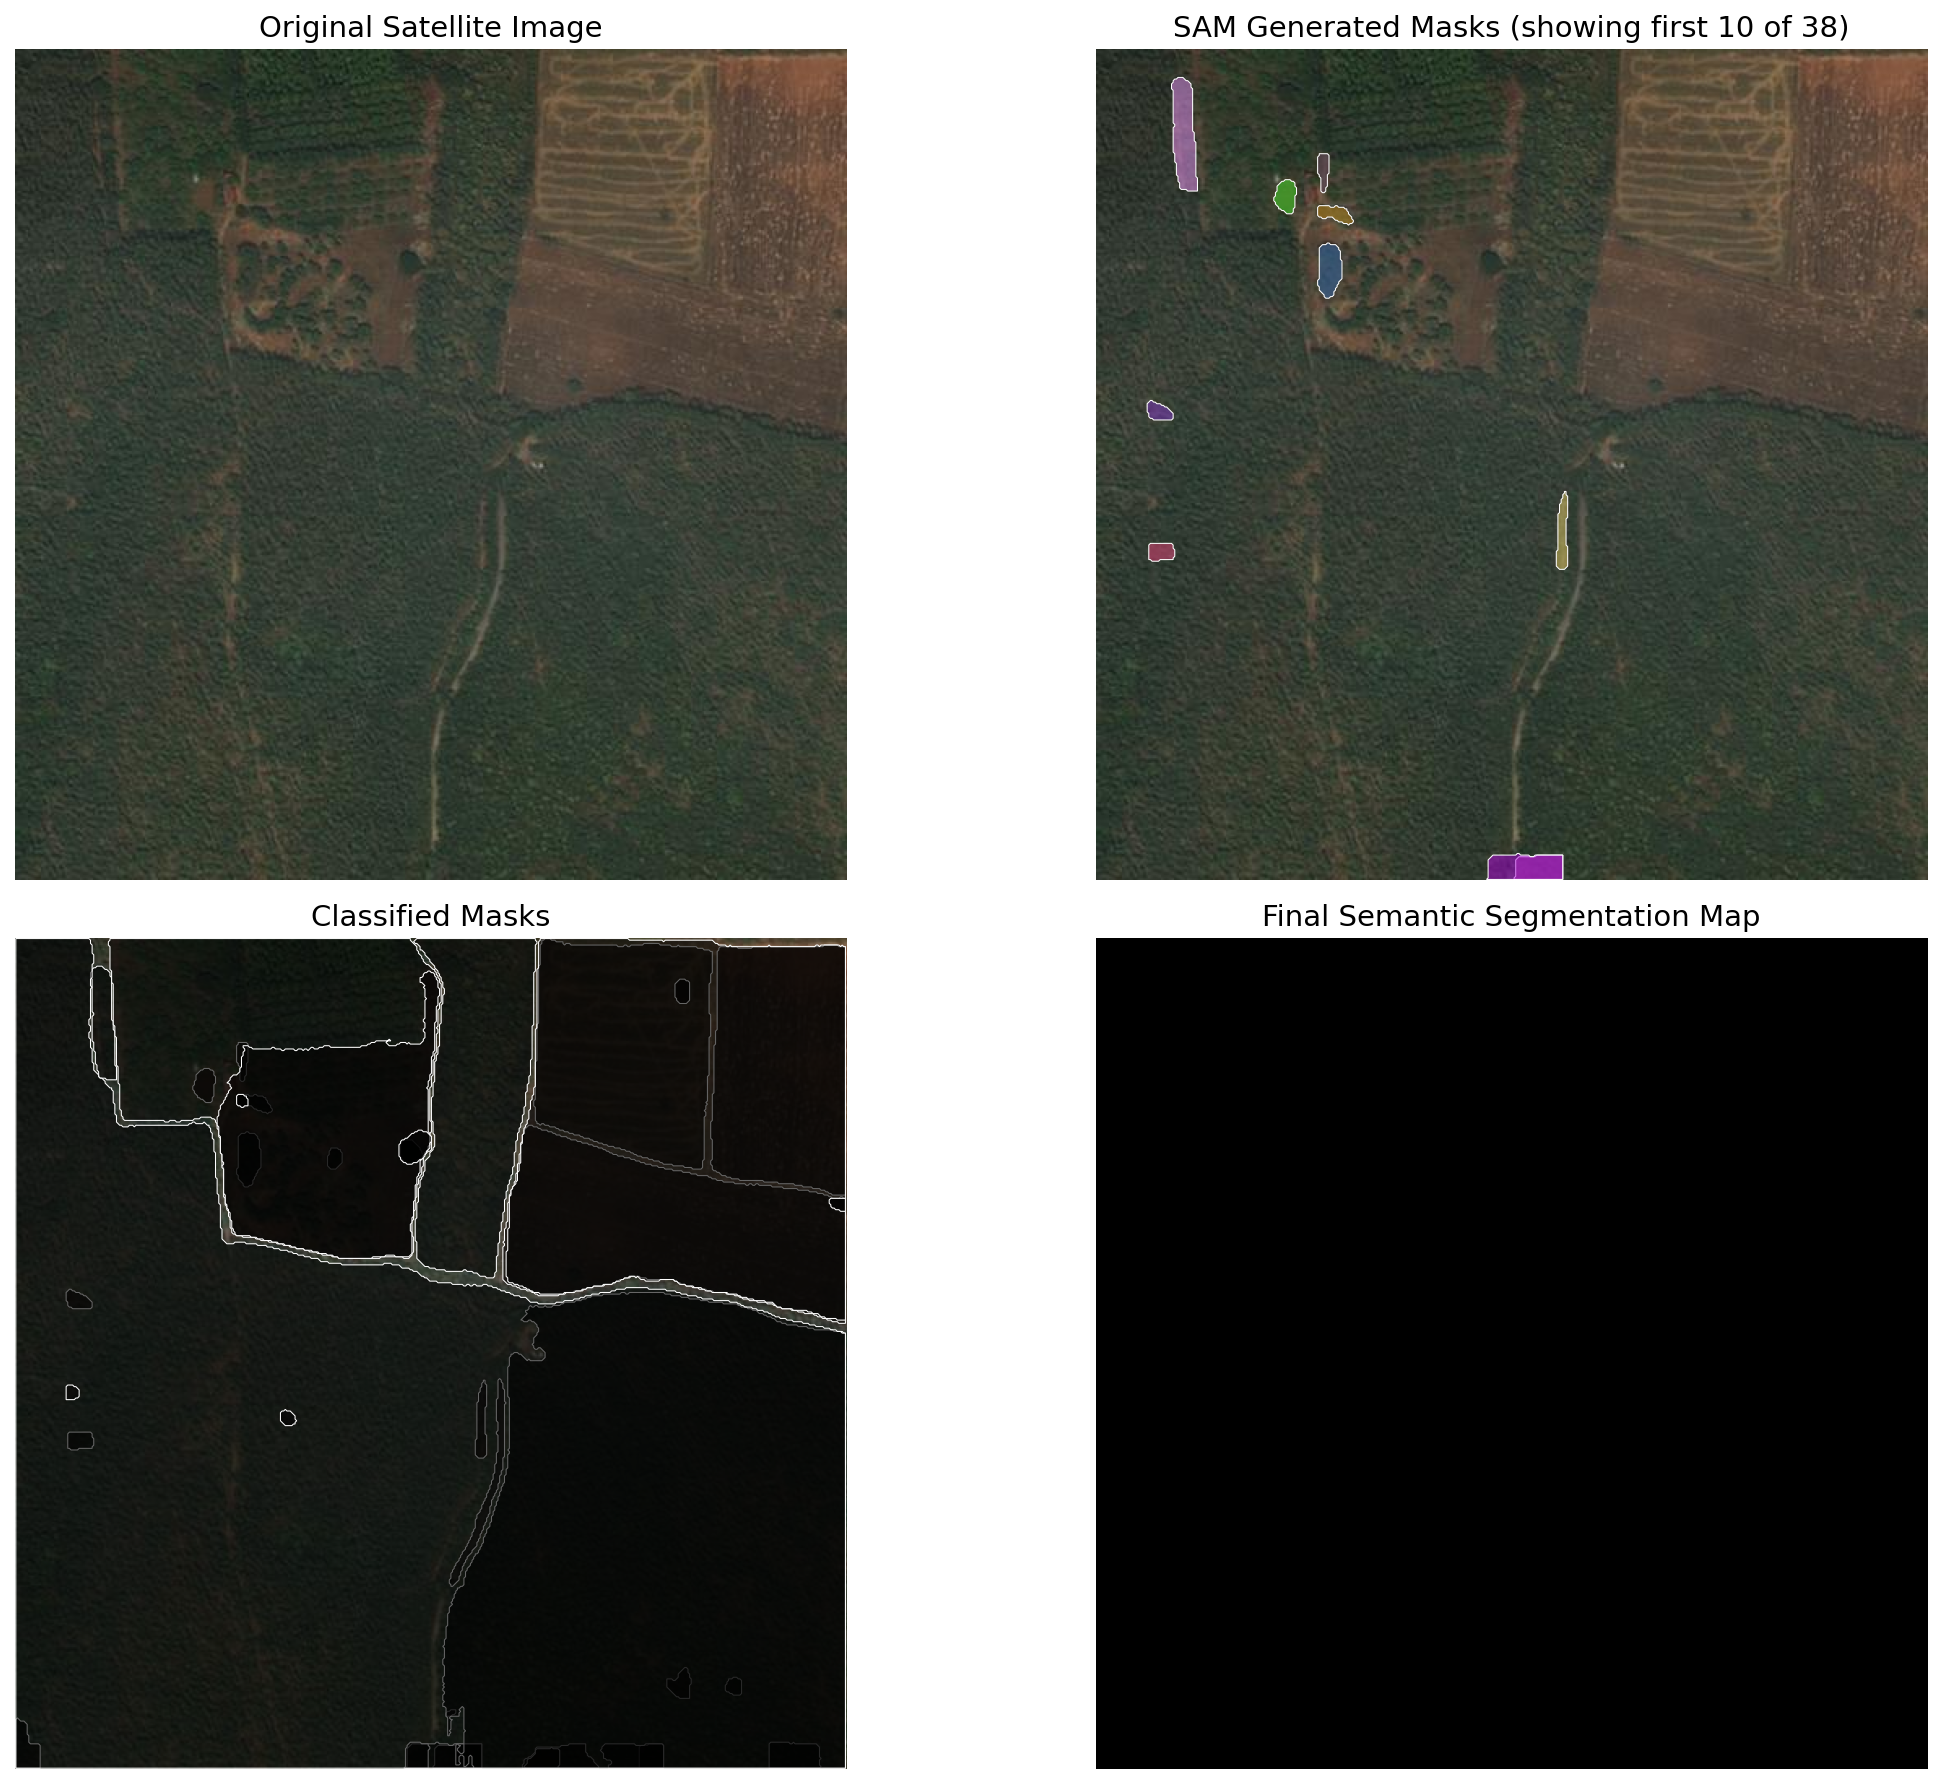 Original Satellite Image
SAM Generated Masks (showing first 10 of 38)
Classified Masks
Final Semantic Segmentation Map